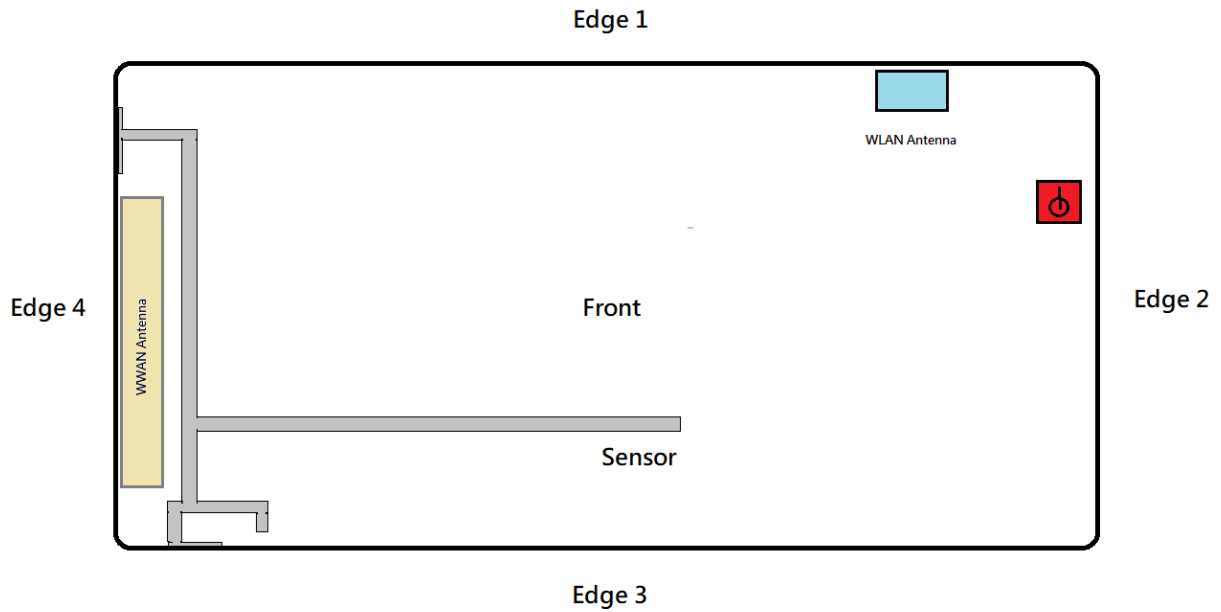 Edge 1
WLAN Antenna
Edge 4
WWAN Antenna
Front
Edge 2
Sensor
Edge 3